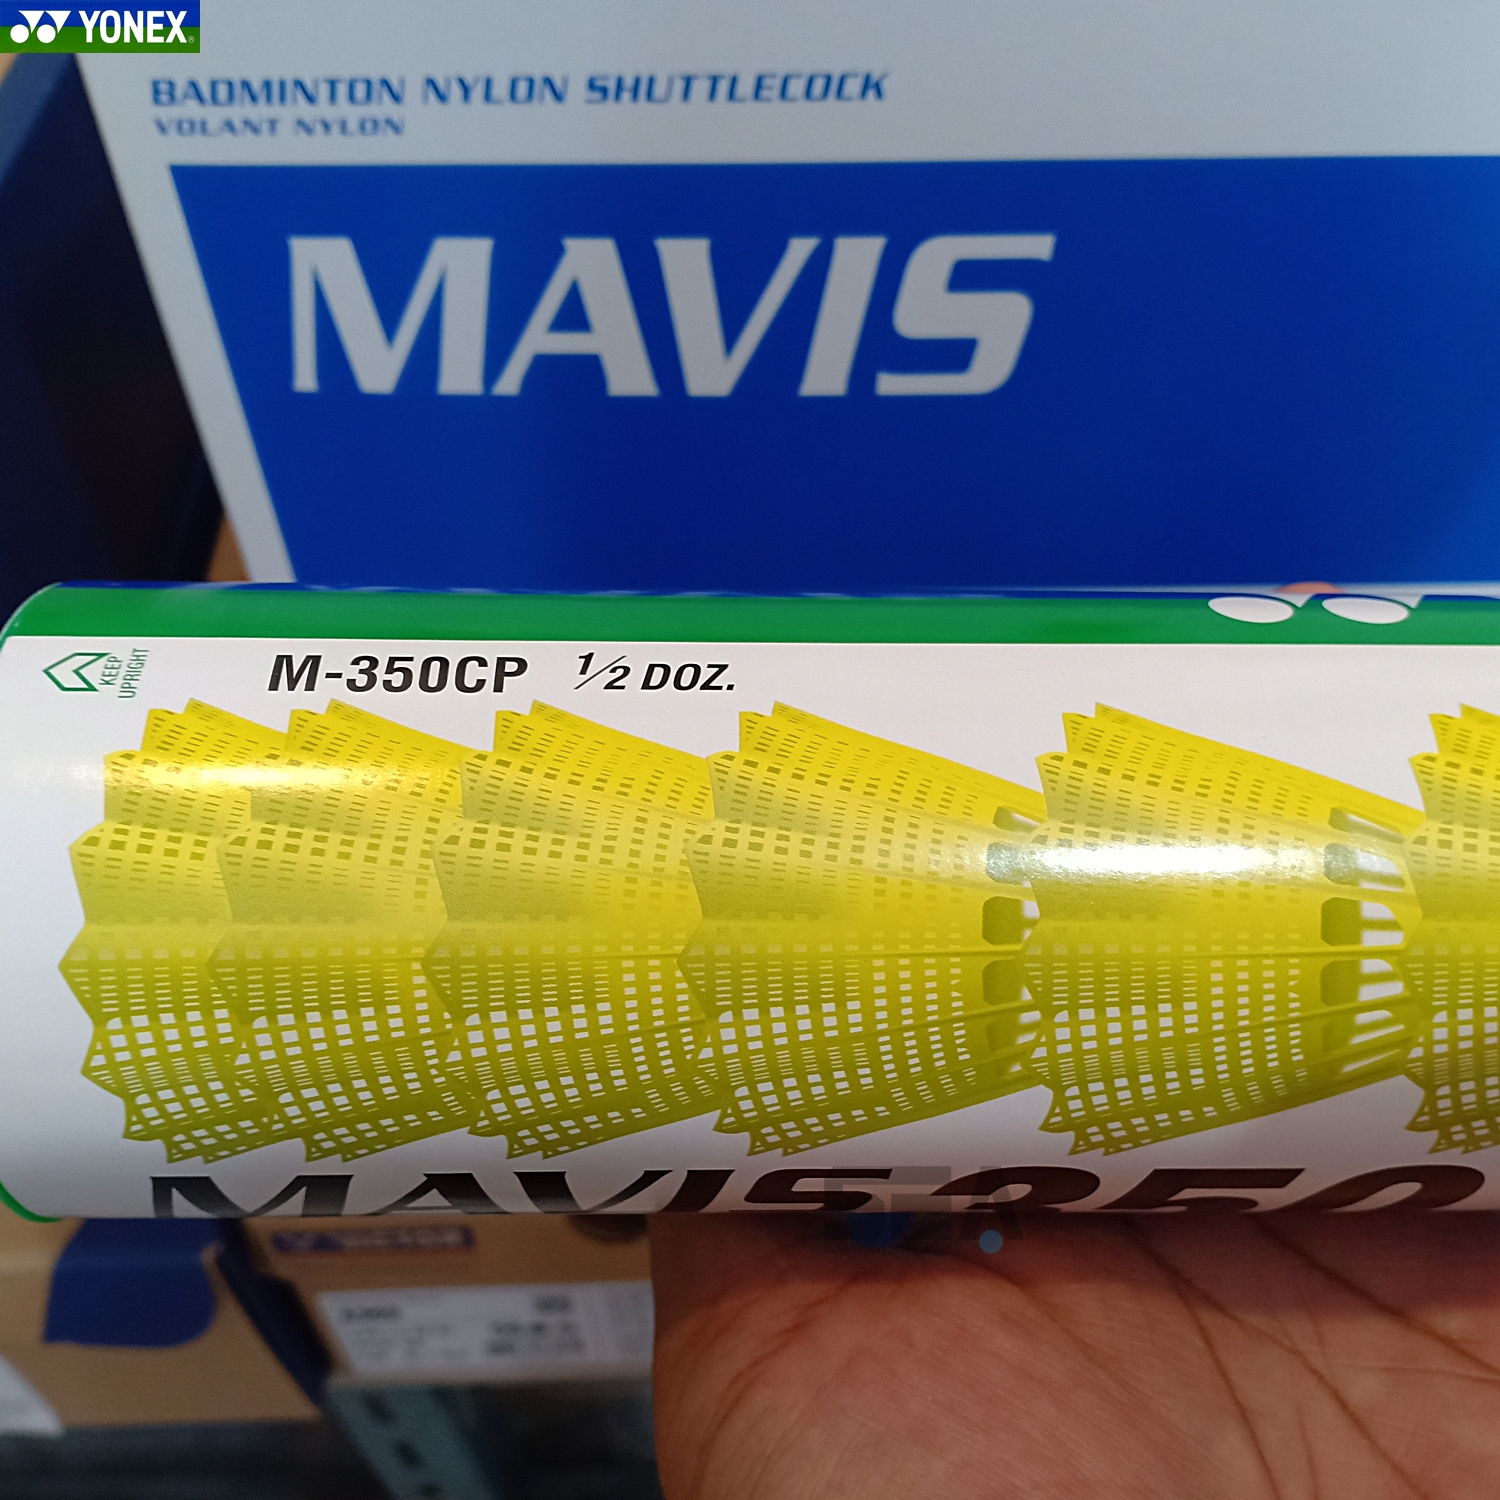 YONEX®
BADMINTON NYLON SHUTTLECOCK
VOLANT NYLON
MAVIS
KEEP
UPRIGHT
M-350CP ½ DOZ.
MAVIS 350